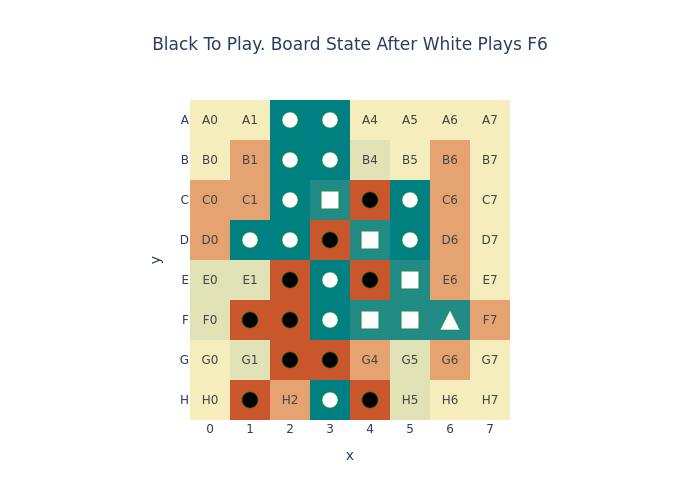 Black To Play. Board State After White Plays F6
A A0 A1 A4 A5 A6 A7
B B0 B1 B4 B5 B6 B7
C C0 C1 C6 C7
D D0 D6 D7
E E0 E1 E6 E7
F F0 F7
G G0 G1 G4 G5 G6 G7
H H0 H2 H5 H6 H7
0 1 2 3 4 5 6 7
x
y